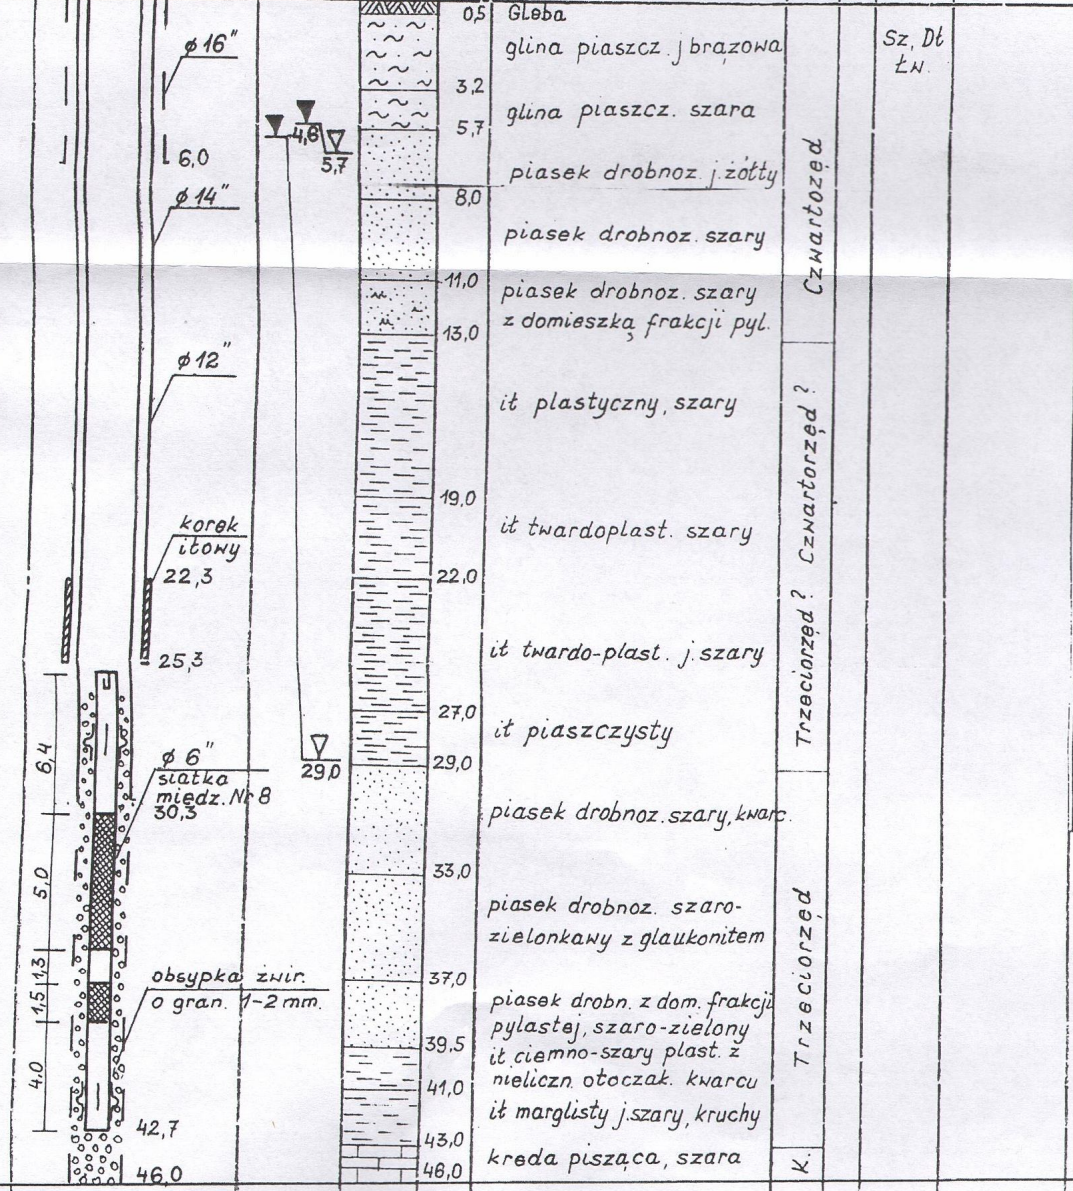 0,5 Gleba
glina piaszcz. j brązowa
Sz, Dł
Łw.
ϕ 16"
3,2
glina piaszcz. szara
4,6
5,7
5,7
6,0
piasek drobnoz. j. żółty
ϕ 14"
8,0
piasek drobnoz. szary
Czwartozęd
11,0
piasek drobnoz. szary
z domieszką frakcji pyl.
13,0
ϕ 12"
ił plastyczny, szary
Czwartorzęd?
19,0
korek
iłowy
ił twardoplast. szary
22,3
22,0
Trzeciorzęd?
25,3
ił twardo-plast. j. szary
27,0
ił piaszczysty
6,4
ϕ 6"
siatka
miedz. Nr 8
30,3
29,0
29,0
piasek drobnoz. szary, kwarc.
33,0
5,0
piasek drobnoz. szaro-
zielonkawy z glaukonitem
Trzeciorzęd
1,3
obsypka żwir.
o gran. 1-2 mm.
37,0
1,5
piasek drobn. z dom. frakcji
pylastej, szaro-zielony
39,5
ił ciemno-szary plast. z
nieliczn. otoczak. kwarcu
4.0
41,0
ił marglisty j.szary, kruchy
42,7
43,0
kreda pisząca, szara
K.
46,0
46,0